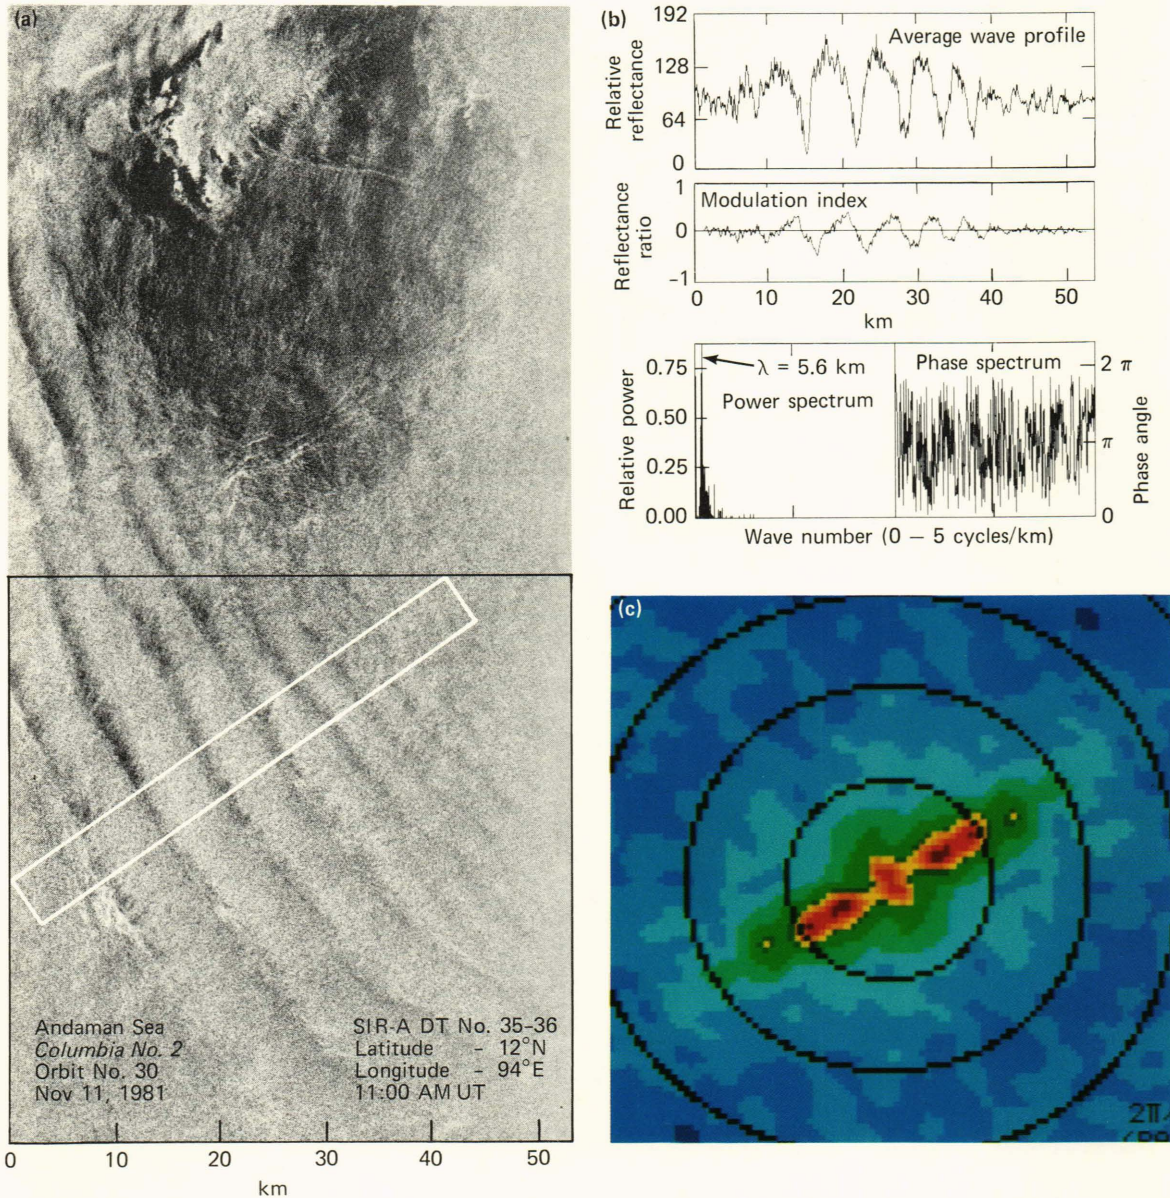 (a)
Andaman Sea
Columbia No. 2
Orbit No. 30
Nov 11, 1981
SIR-A DT No. 35-36
Latitude - 12°N
Longitude - 94°E
11:00 AM UT
0 10 20 30 40 50
km
(b)
192
128
64
0
Relative reflectance
Average wave profile
1
0
-1
Reflectance ratio
Modulation index
0 10 20 30 40 50
km
0.75
0.50
0.25
0.00
Relative power
λ = 5.6 km
Power spectrum
Phase spectrum
2 π
π
0
Phase angle
Wave number (0 – 5 cycles/km)
(c)